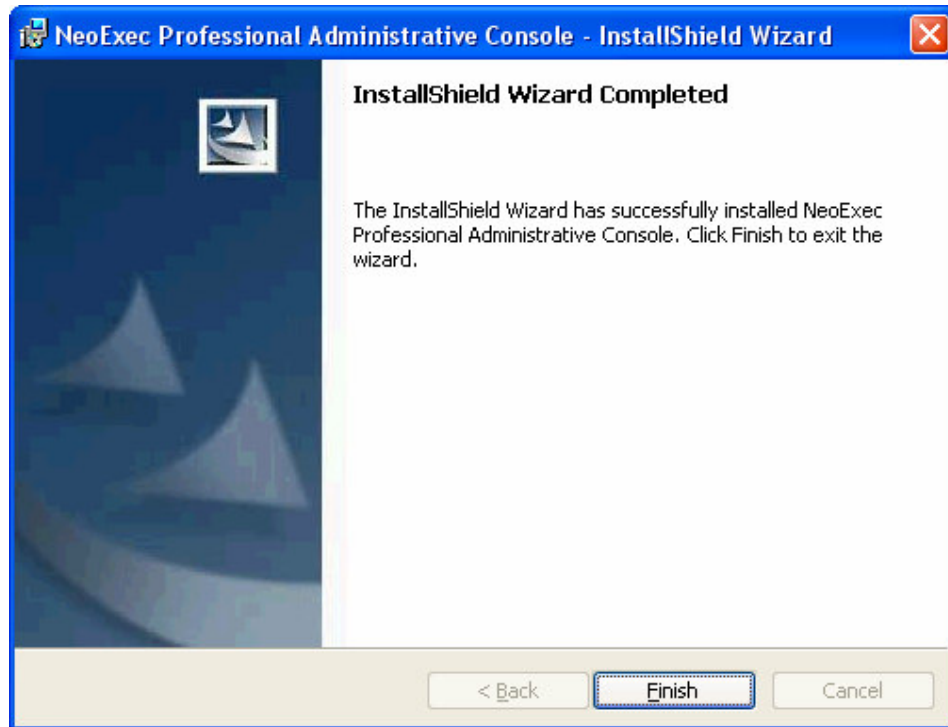 NeoExec Professional Administrative Console - InstallShield Wizard
InstallShield Wizard Completed
The InstallShield Wizard has successfully installed NeoExec
Professional Administrative Console. Click Finish to exit the
wizard.
< Back
Finish
Cancel